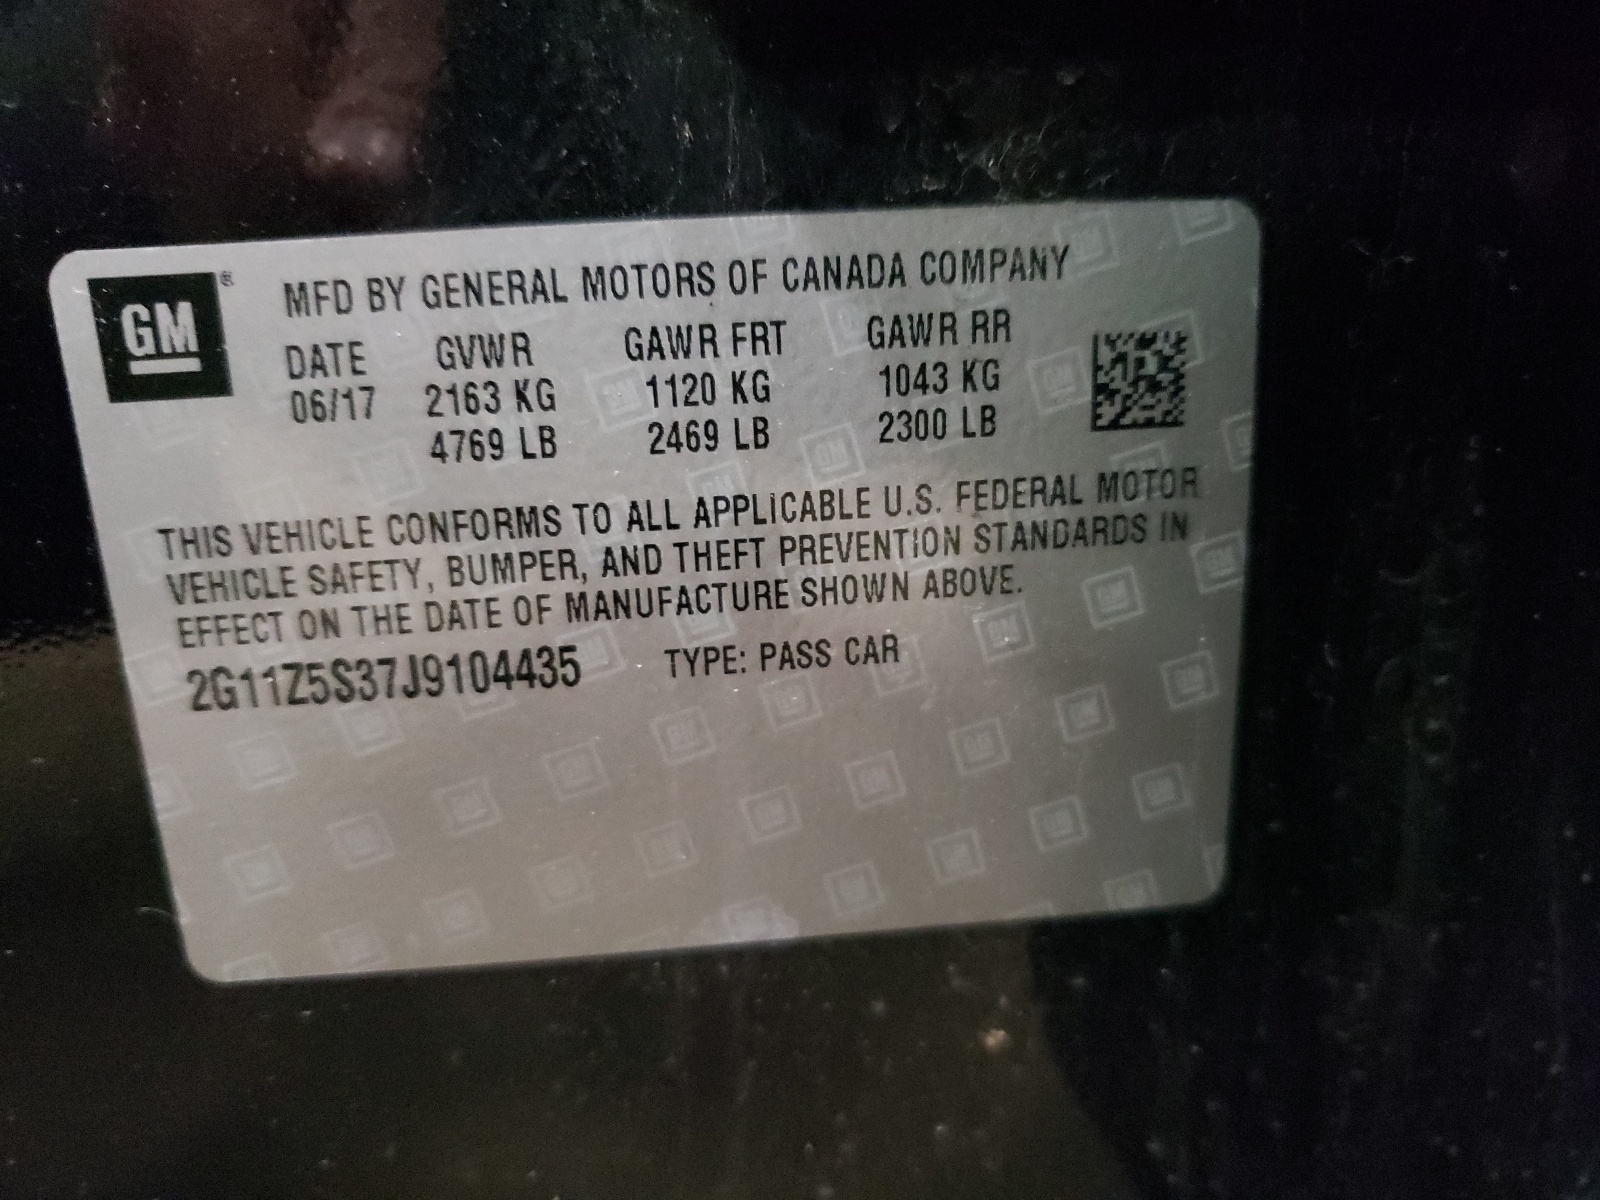 GM ® MFD BY GENERAL MOTORS OF CANADA COMPANY
DATE GVWR GAWR FRT GAWR RR
06/17 2163 KG 1120 KG 1043 KG
4769 LB 2469 LB 2300 LB
THIS VEHICLE CONFORMS TO ALL APPLICABLE U.S. FEDERAL MOTOR
VEHICLE SAFETY, BUMPER, AND THEFT PREVENTION STANDARDS IN
EFFECT ON THE DATE OF MANUFACTURE SHOWN ABOVE.
2G11Z5S37J9104435 TYPE: PASS CAR